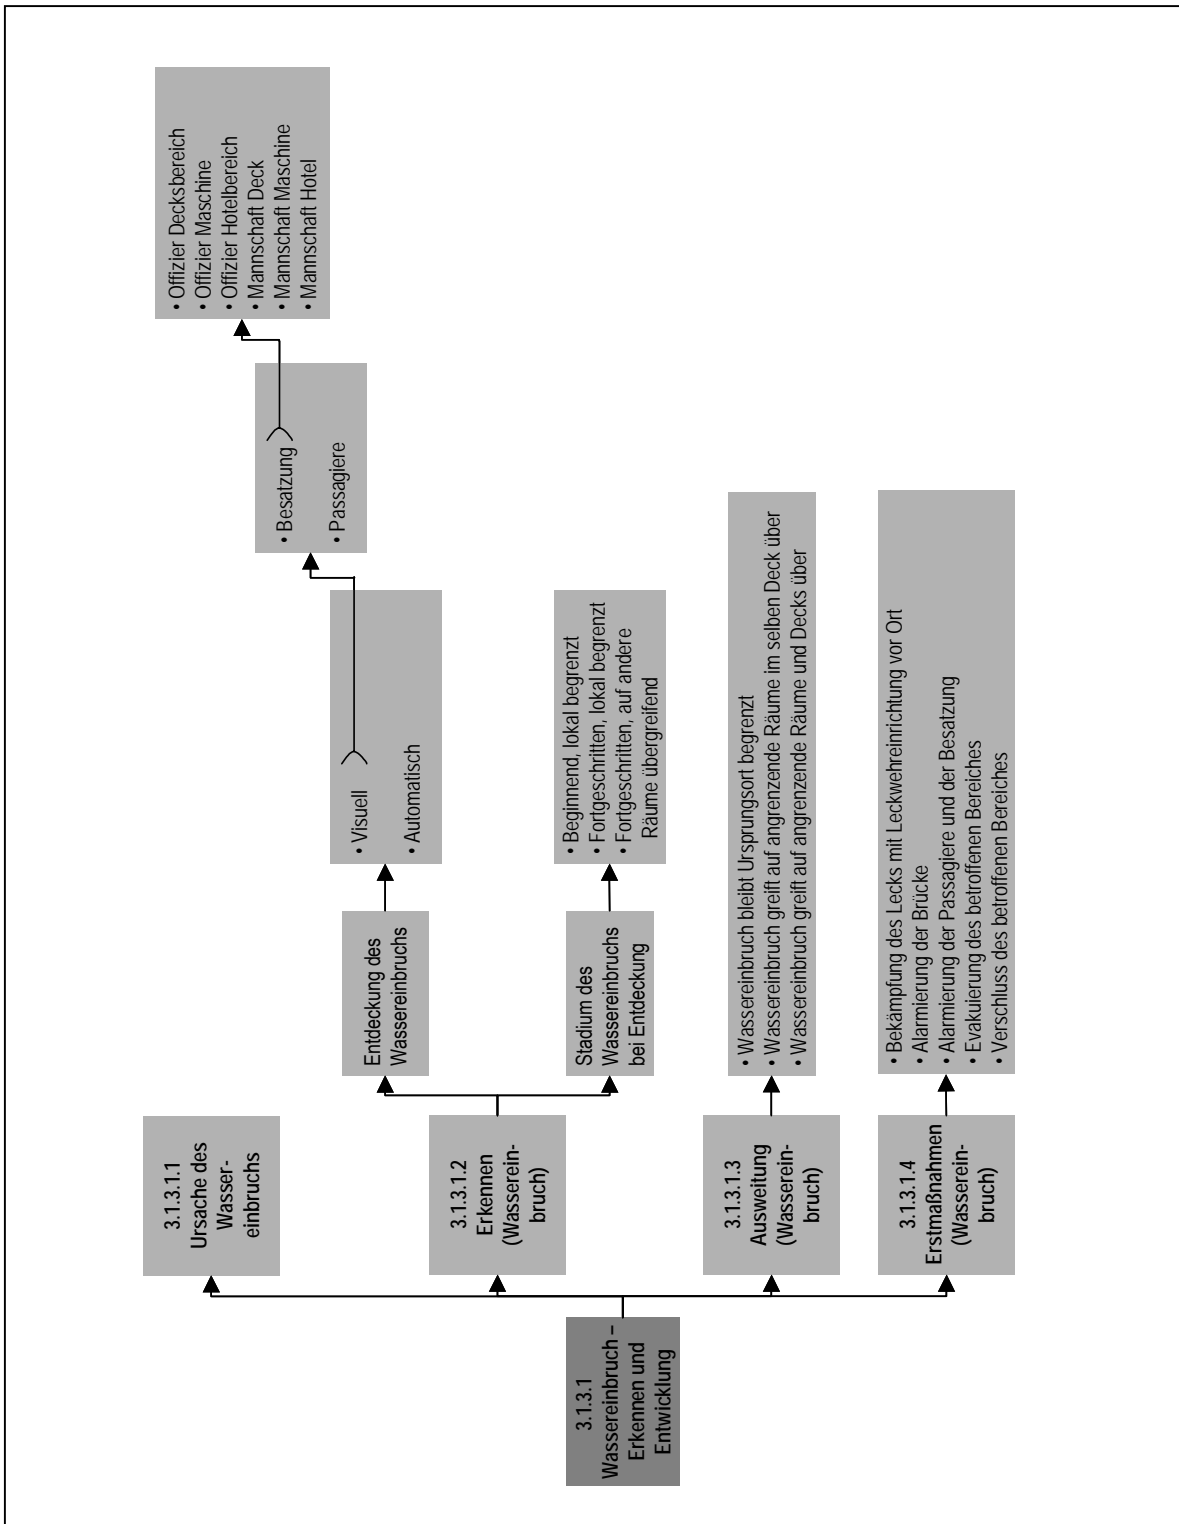 3.1.3.1
Wassereinbruch –
Erkennen und
Entwicklung
3.1.3.1.1
Ursache des
Wasser-
einbruchs
3.1.3.1.2
Erkennen
(Wasserein-
bruch)
Entdeckung des
Wassereinbruchs
• Visuell
• Automatisch
• Besatzung
• Passagiere
• Offizier Decksbereich
• Offizier Maschine
• Offizier Hotelbereich
• Mannschaft Deck
• Mannschaft Maschine
• Mannschaft Hotel
Stadium des
Wassereinbruchs
bei Entdeckung
• Beginnend, lokal begrenzt
• Fortgeschritten, lokal begrenzt
• Fortgeschritten, auf andere
Räume übergreifend
3.1.3.1.3
Ausweitung
(Wasserein-
bruch)
• Wassereinbruch bleibt Ursprungsort begrenzt
• Wassereinbruch greift auf angrenzende Räume im selben Deck über
• Wassereinbruch greift auf angrenzende Räume und Decks über
3.1.3.1.4
Erstmaßnahmen
(Wasserein-
bruch)
• Bekämpfung des Lecks mit Leckwehreinrichtung vor Ort
• Alarmierung der Brücke
• Alarmierung der Passagiere und der Besatzung
• Evakuierung des betroffenen Bereiches
• Verschluss des betroffenen Bereiches